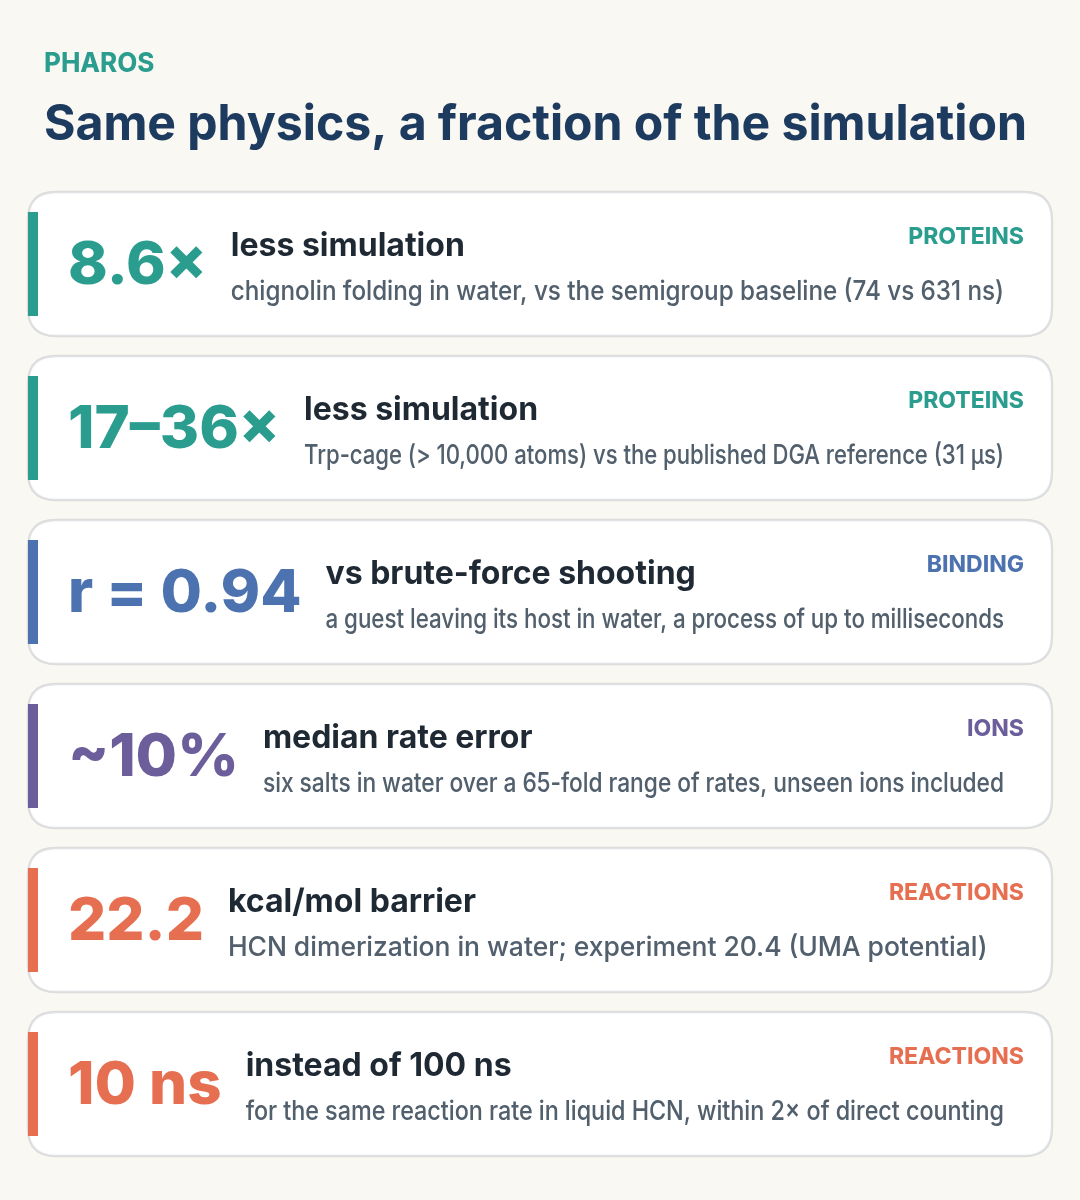 PHAROS
Same physics, a fraction of the simulation
8.6×
less simulation
PROTEINS
chignolin folding in water, vs the semigroup baseline (74 vs 631 ns)
17–36×
less simulation
PROTEINS
Trp-cage (> 10,000 atoms) vs the published DGA reference (31 µs)
r = 0.94
vs brute-force shooting
BINDING
a guest leaving its host in water, a process of up to milliseconds
~10%
median rate error
IONS
six salts in water over a 65-fold range of rates, unseen ions included
22.2
kcal/mol barrier
REACTIONS
HCN dimerization in water; experiment 20.4 (UMA potential)
10 ns
instead of 100 ns
REACTIONS
for the same reaction rate in liquid HCN, within 2× of direct counting